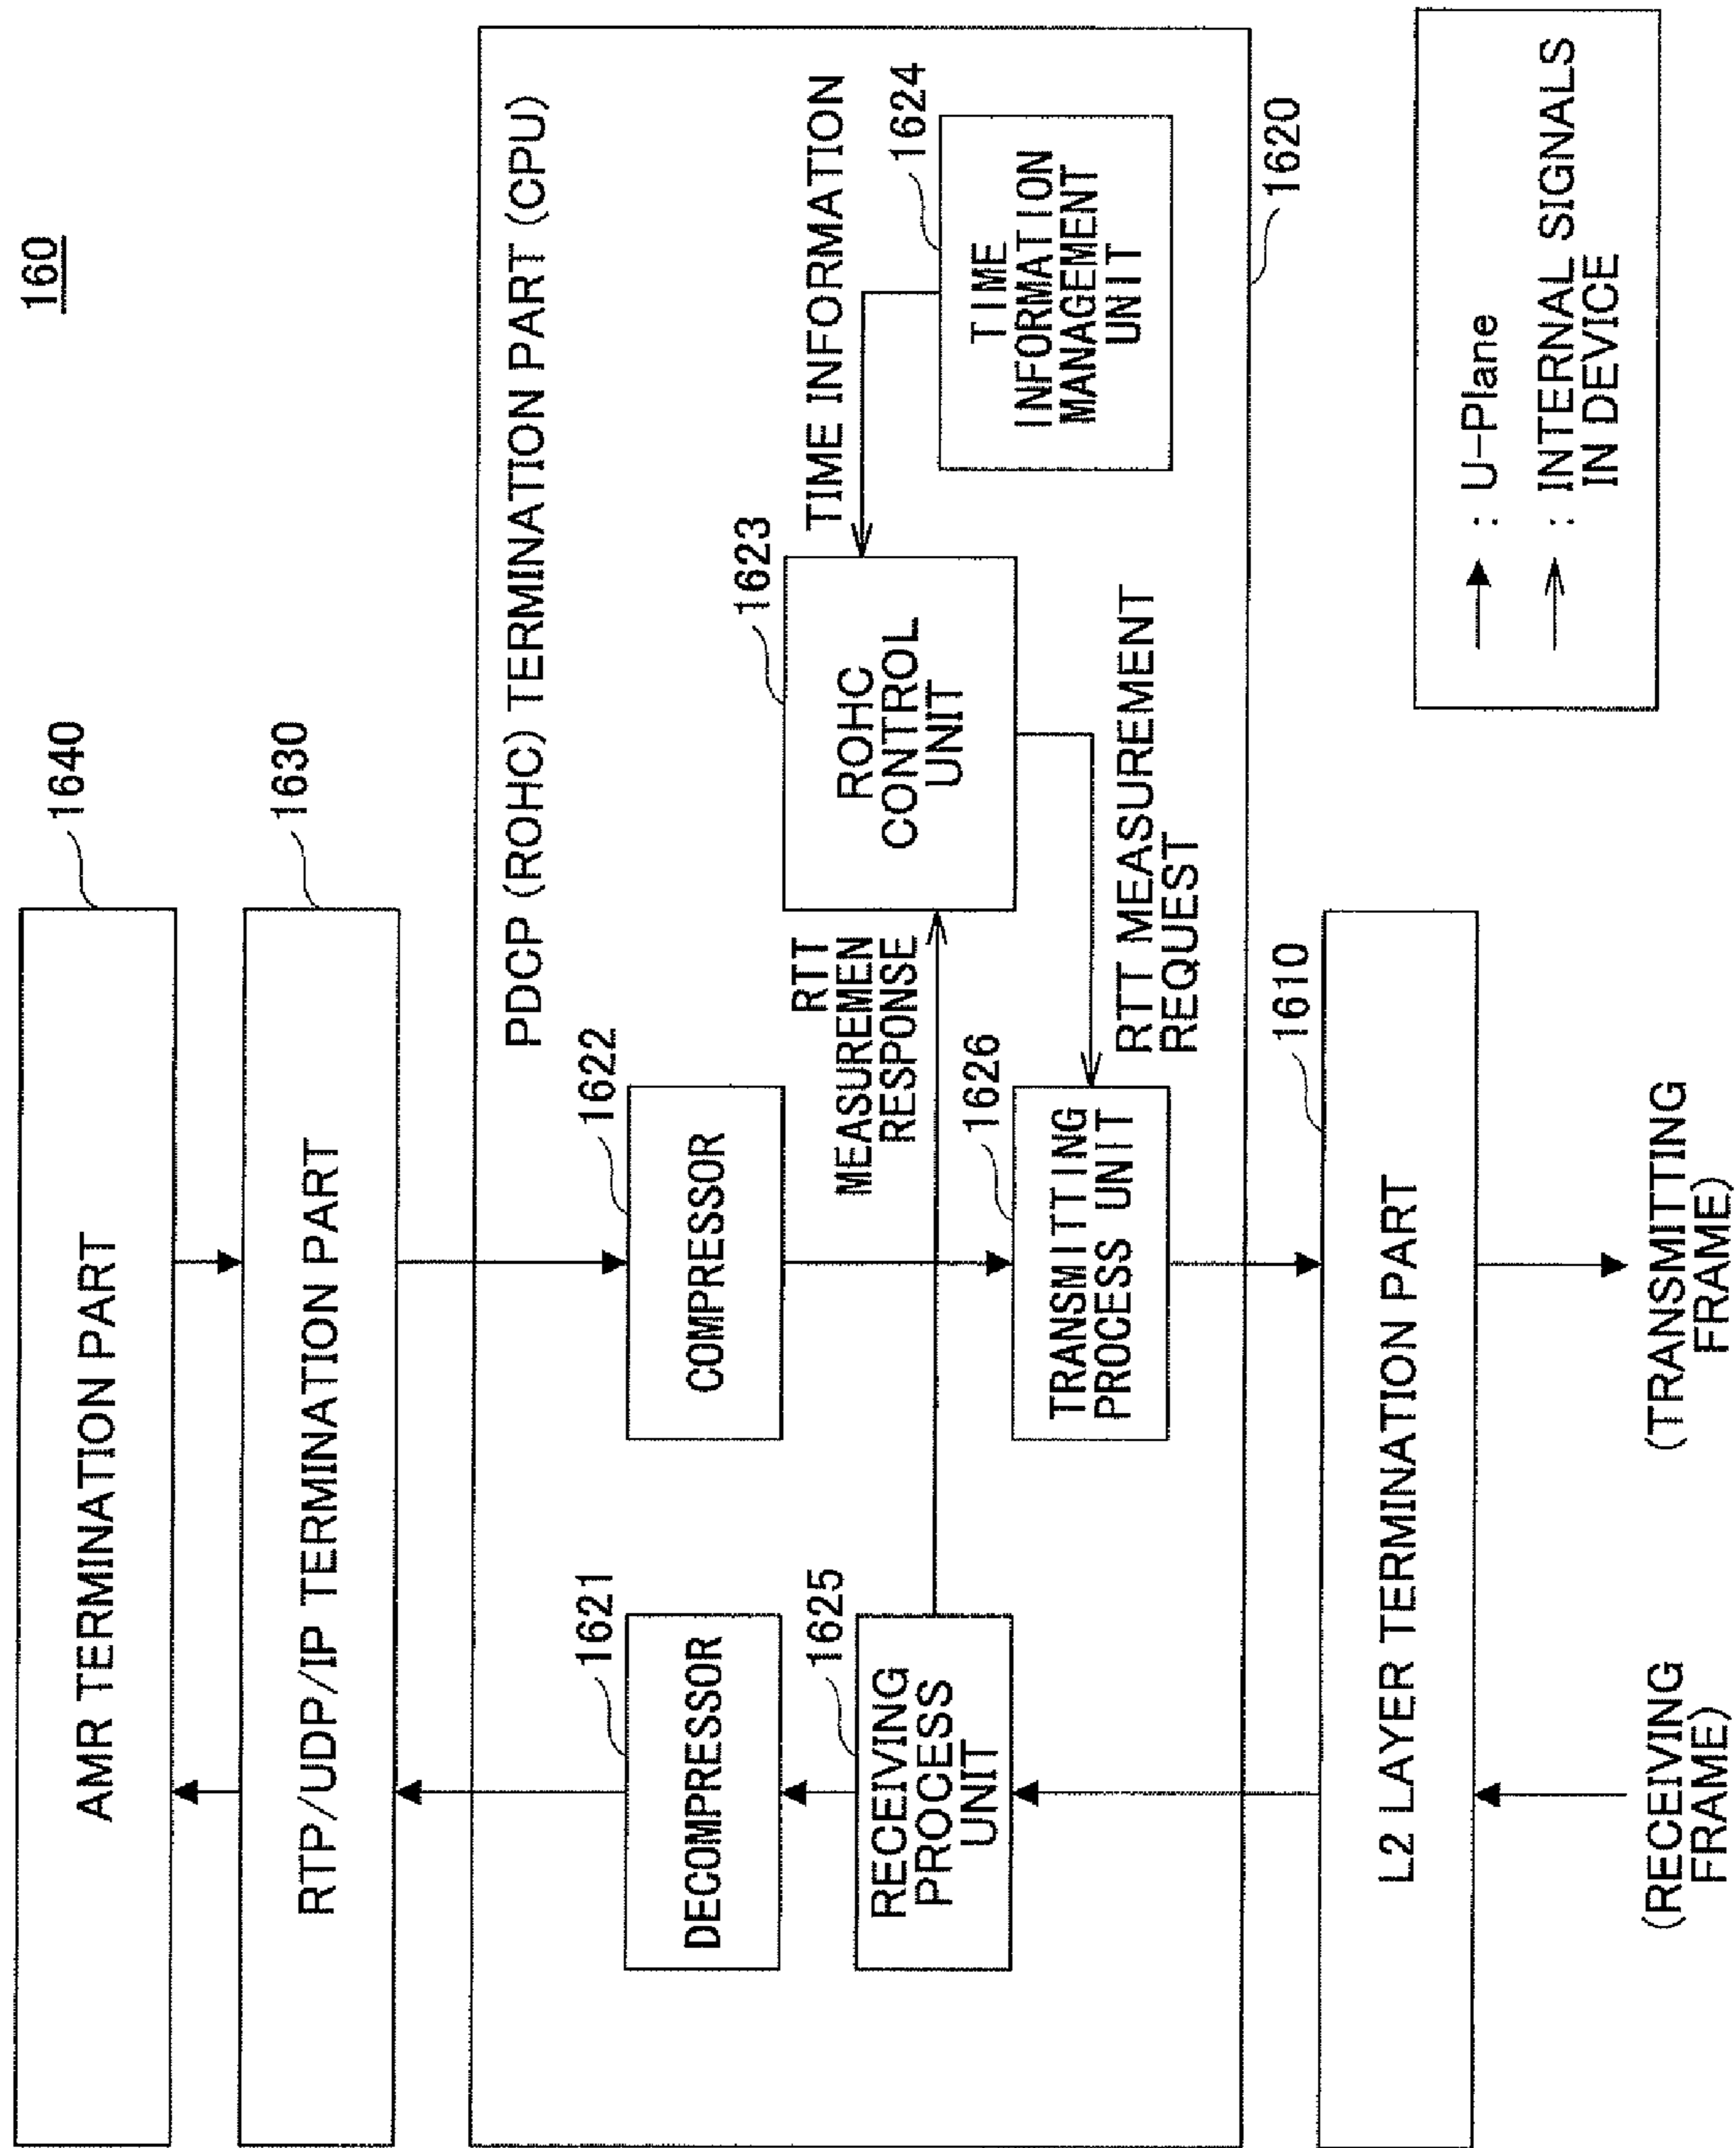 160
AMR TERMINATION PART
1640
RTP/UDP/IP TERMINATION PART
1630
PDCP (ROHC) TERMINATION PART (CPU)
DECOMPRESSOR
1621
COMPRESSOR
1622
RECEIVING
PROCESS
UNIT
1625
RTT
MEASUREMEN
RESPONSE
ROHC
CONTROL
UNIT
1623
TIME INFORMATION
TIME
INFORMATION
MANAGEMENT
UNIT
1624
TRANSMITTING
PROCESS UNIT
1626
RTT MEASUREMENT
REQUEST
1620
L2 LAYER TERMINATION PART
1610
(RECEIVING
FRAME)
(TRANSMITTING
FRAME)
: U-Plane
: INTERNAL SIGNALS
IN DEVICE